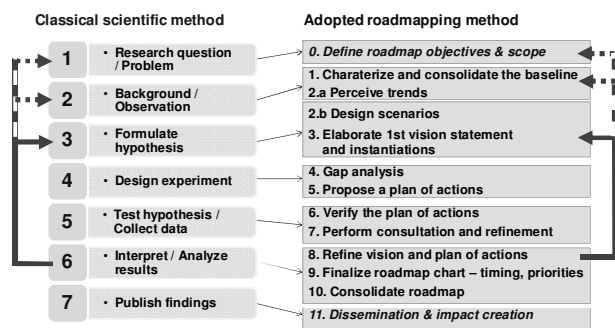 Classical scientific method
Adopted roadmapping method
1
• Research question
/ Problem
2
• Background /
Observation
3
• Formulate
hypothesis
4
• Design experiment
5
• Test hypothesis /
Collect data
6
• Interpret / Analyze
results
7
• Publish findings
0. Define roadmap objectives & scope
1. Charaterize and consolidate the baseline
2.a Perceive trends
2.b Design scenarios
3. Elaborate 1st vision statement
and instantiations
4. Gap analysis
5. Propose a plan of actions
6. Verify the plan of actions
7. Perform consultation and refinement
8. Refine vision and plan of actions
9. Finalize roadmap chart – timing, priorities
10. Consolidate roadmap
11. Dissemination & impact creation